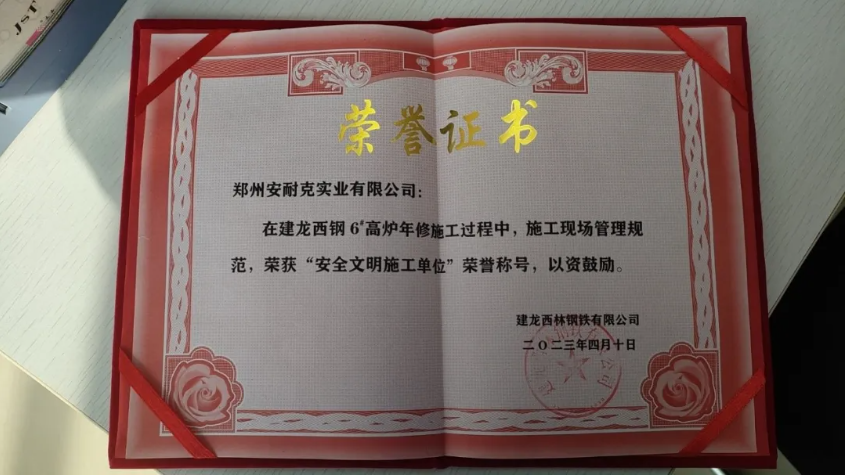 JST
荣誉证书
郑州安耐克实业有限公司：
在建龙西钢6#高炉年修施工过程中，施工现场管理规
范，荣获“安全文明施工单位”荣誉称号，以资鼓励。
建龙西林钢铁有限公司
二〇二三年四月十日